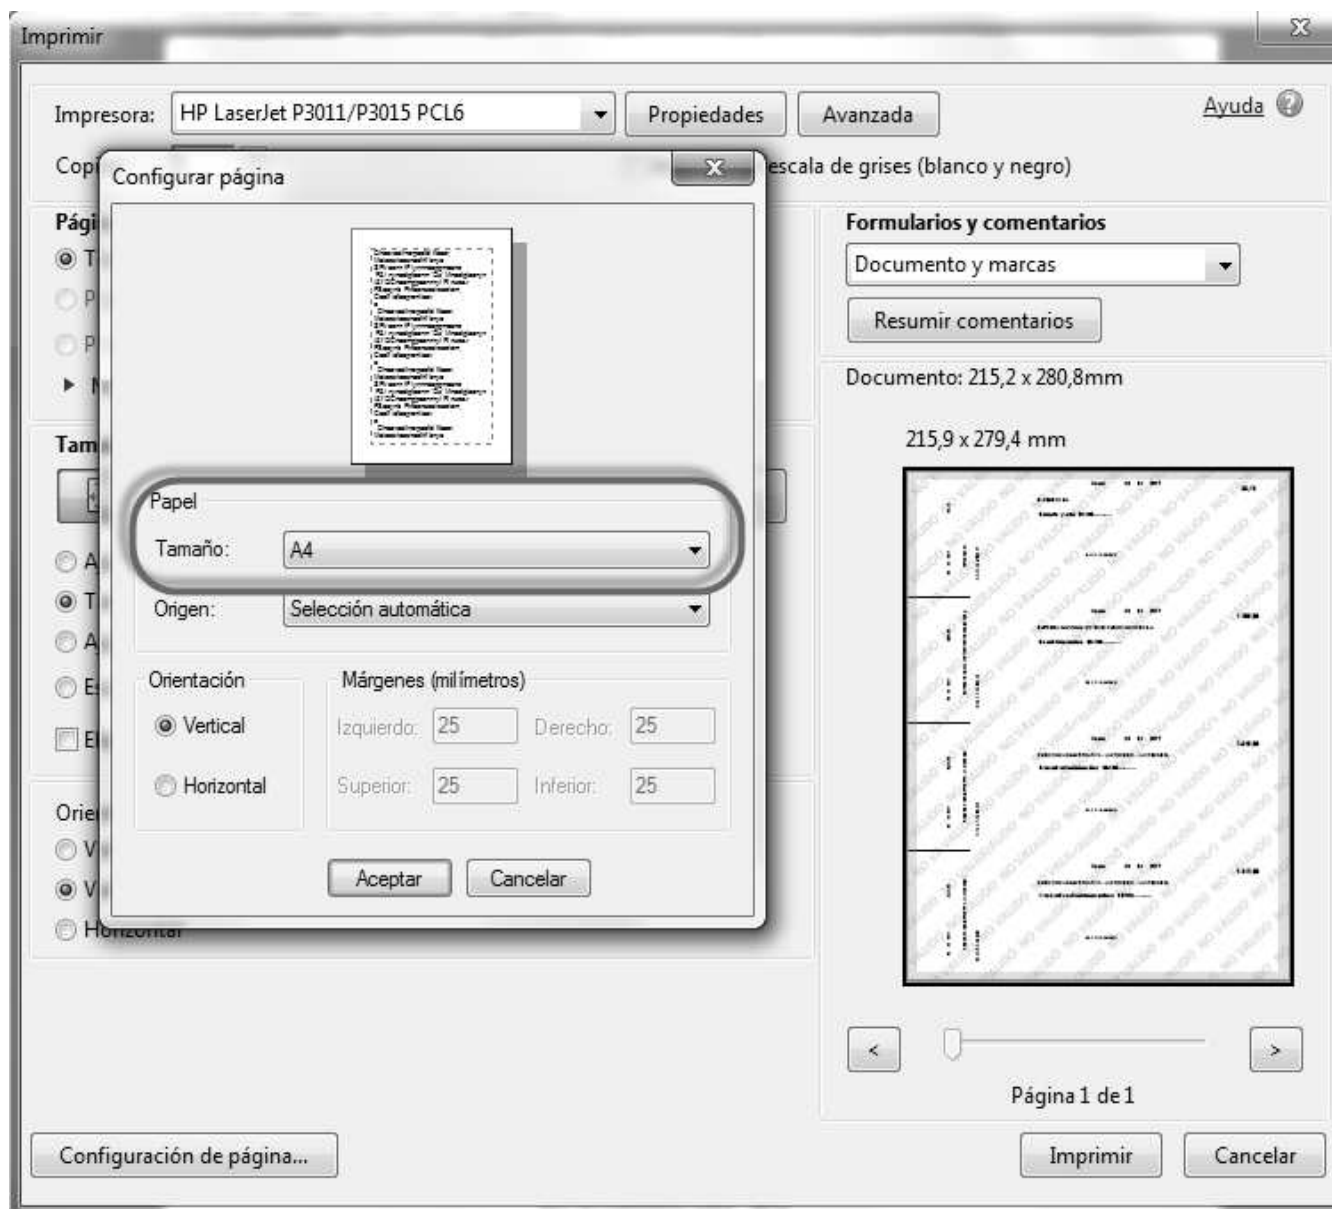 Imprimir
Impresora: HP LaserJet P3011/P3015 PCL6 Propiedades Avanzada Ayuda
escala de grises (blanco y negro)
Configurar página
Formularios y comentarios
Documento y marcas
Resumir comentarios
Documento: 215,2 x 280,8mm
215,9 x 279,4 mm
Papel
Tamaño: A4
Origen: Selección automática
Orientación Márgenes (milímetros)
Vertical Izquierdo: 25 Derecho: 25
Horizontal Superior: 25 Inferior: 25
Aceptar Cancelar
Horizontal
NO VALIDO
< >
Página 1 de 1
Configuración de página... Imprimir Cancelar